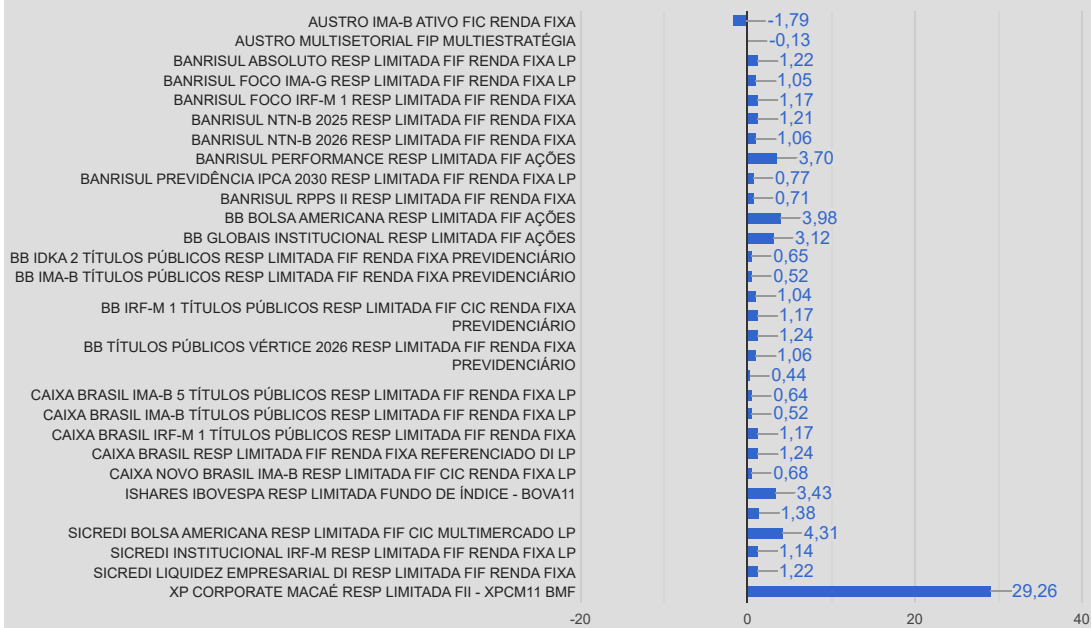 AUSTRO IMA-B ATIVO FIC RENDA FIXA -1,79
AUSTRO MULTISETORIAL FIP MULTIESTRATÉGIA -0,13
BANRISUL ABSOLUTO RESP LIMITADA FIF RENDA FIXA LP 1,22
BANRISUL FOCO IMA-G RESP LIMITADA FIF RENDA FIXA LP 1,05
BANRISUL FOCO IRF-M 1 RESP LIMITADA FIF RENDA FIXA 1,17
BANRISUL NTN-B 2025 RESP LIMITADA FIF RENDA FIXA 1,21
BANRISUL NTN-B 2026 RESP LIMITADA FIF RENDA FIXA 1,06
BANRISUL PERFORMANCE RESP LIMITADA FIF AÇÕES 3,70
BANRISUL PREVIDÊNCIA IPCA 2030 RESP LIMITADA FIF RENDA FIXA LP 0,77
BANRISUL RPPS II RESP LIMITADA FIF RENDA FIXA 0,71
BB BOLSA AMERICANA RESP LIMITADA FIF AÇÕES 3,98
BB GLOBAIS INSTITUCIONAL RESP LIMITADA FIF AÇÕES 3,12
BB IDKA 2 TÍTULOS PÚBLICOS RESP LIMITADA FIF RENDA FIXA PREVIDENCIÁRIO 0,65
BB IMA-B TÍTULOS PÚBLICOS RESP LIMITADA FIF RENDA FIXA PREVIDENCIÁRIO 0,52
1,04
BB IRF-M 1 TÍTULOS PÚBLICOS RESP LIMITADA FIF CIC RENDA FIXA
PREVIDENCIÁRIO 1,17
1,24
BB TÍTULOS PÚBLICOS VÉRTICE 2026 RESP LIMITADA FIF RENDA FIXA
PREVIDENCIÁRIO 1,06
0,44
CAIXA BRASIL IMA-B 5 TÍTULOS PÚBLICOS RESP LIMITADA FIF RENDA FIXA LP 0,64
CAIXA BRASIL IMA-B TÍTULOS PÚBLICOS RESP LIMITADA FIF RENDA FIXA LP 0,52
CAIXA BRASIL IRF-M 1 TÍTULOS PÚBLICOS RESP LIMITADA FIF RENDA FIXA 1,17
CAIXA BRASIL RESP LIMITADA FIF RENDA FIXA REFERENCIADO DI LP 1,24
CAIXA NOVO BRASIL IMA-B RESP LIMITADA FIF CIC RENDA FIXA LP 0,68
ISHARES IBOVESPA RESP LIMITADA FUNDO DE ÍNDICE - BOVA11 3,43
1,38
SICREDI BOLSA AMERICANA RESP LIMITADA FIF CIC MULTIMERCADO LP 4,31
SICREDI INSTITUCIONAL IRF-M RESP LIMITADA FIF RENDA FIXA LP 1,14
SICREDI LIQUIDEZ EMPRESARIAL DI RESP LIMITADA FIF RENDA FIXA 1,22
XP CORPORATE MACAÉ RESP LIMITADA FII - XPCM11 BMF 29,26
-20 0 20 40